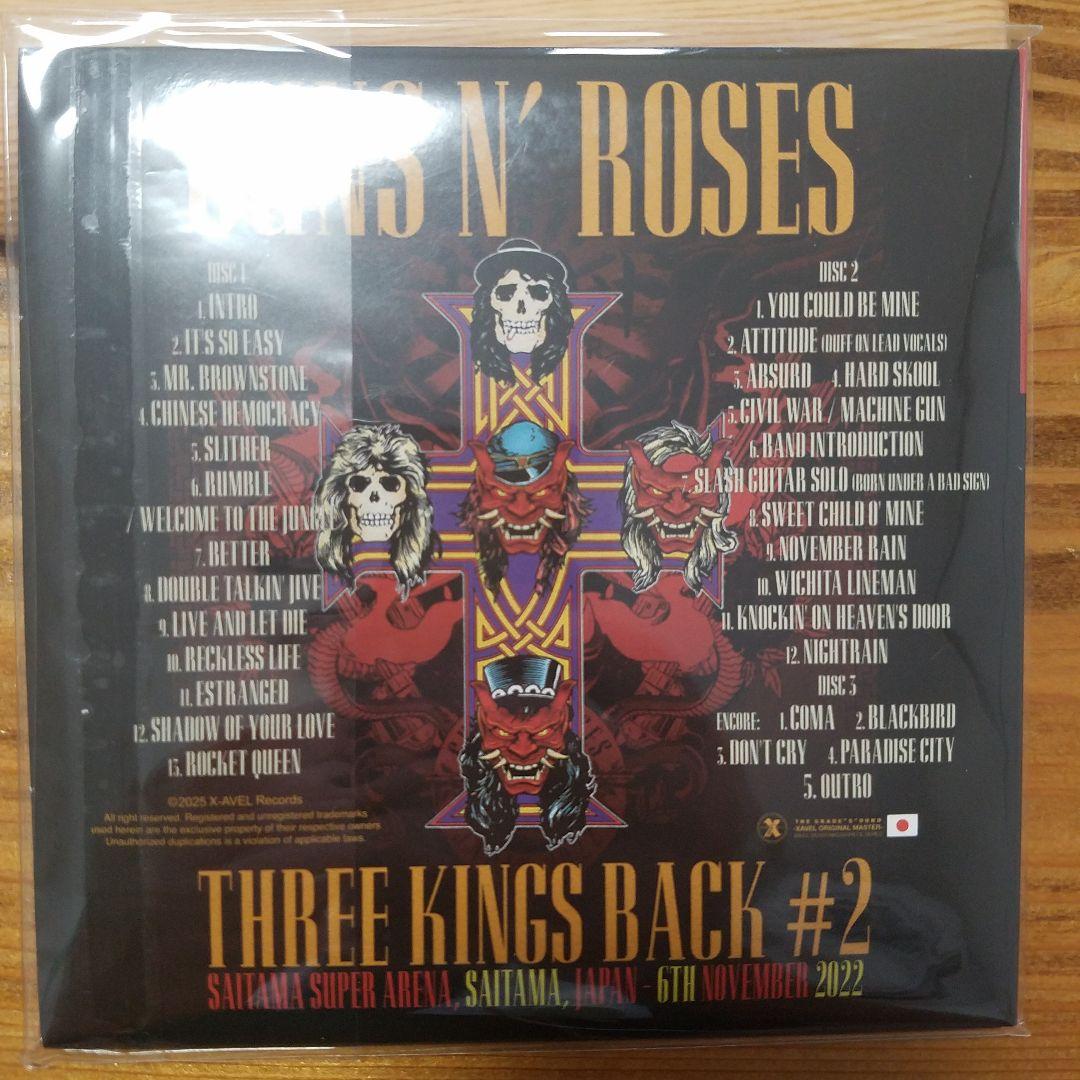 GUNS N' ROSES
DISC 1
1. INTRO
2. IT'S SO EASY
3. MR. BROWNSTONE
4. CHINESE DEMOCRACY
5. SLITHER
6. RUMBLE
/ WELCOME TO THE JUNGLE
7. BETTER
8. DOUBLE TALKIN' JIVE
9. LIVE AND LET DIE
10. RECKLESS LIFE
11. ESTRANGED
12. SHADOW OF YOUR LOVE
13. ROCKET QUEEN
©2025 X-AVEL Records
All right reserved. Registered and unregistered trademarks
used herein are the exclusive property of their respective owners.
Unauthorized duplications is a violation of applicable laws.
DISC 2
1. YOU COULD BE MINE
2. ATTITUDE (DUFF ON LEAD VOCALS)
3. ABSURD 4. HARD SKOOL
5. CIVIL WAR / MACHINE GUN
6. BAND INTRODUCTION
7. SLASH GUITAR SOLO (BORN UNDER A BAD SIGN)
8. SWEET CHILD O' MINE
9. NOVEMBER RAIN
10. WICHITA LINEMAN
11. KNOCKIN' ON HEAVEN'S DOOR
12. NIGHTRAIN
DISC 3
ENCORE: 1. COMA 2. BLACKBIRD
3. DON'T CRY 4. PARADISE CITY
5. OUTRO
X
THE GRADE"S"OUND
-XAVEL ORIGINAL MASTER-
THREE KINGS BACK #2
SAITAMA SUPER ARENA, SAITAMA, JAPAN - 6TH NOVEMBER 2022